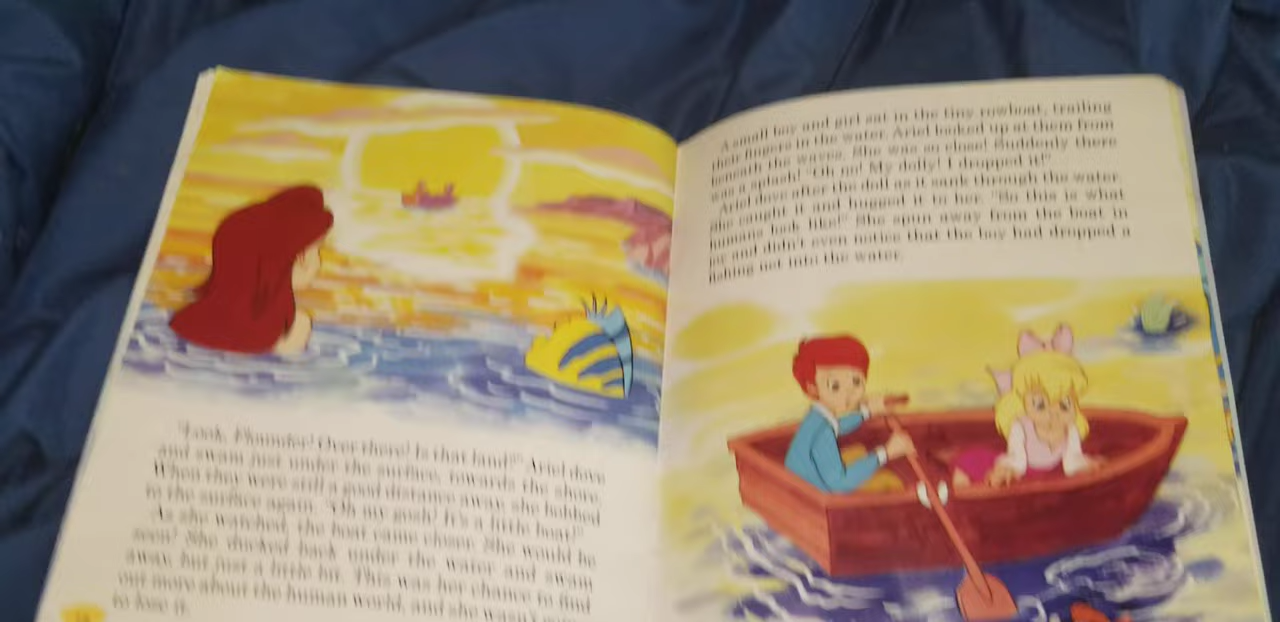 "Look, Flounder! Over there! Is that land?" Ariel dove
and swam just under the surface, towards the shore.
When they were still a good distance away, she bobbed
to the surface again. "Oh my gosh! It's a little boat!"
As she watched, the boat came closer. She would be
seen! She ducked back under the water and swam
away, but just a little bit. This was her chance to find
out more about the human world, and she wasn't
to lose it.
A small boy and girl sat in the tiny rowboat, trailing
their fingers in the water. Ariel looked up at them from
beneath the waves. She was so close! Suddenly there
was a splash! "Oh no! My dolly! I dropped it!"
Ariel dove after the doll as it sank through the water.
She caught it and hugged it to her. "So this is what
humans look like!" She spun away from the boat in
joy and didn't even notice that the boy had dropped a
fishing net into the water.